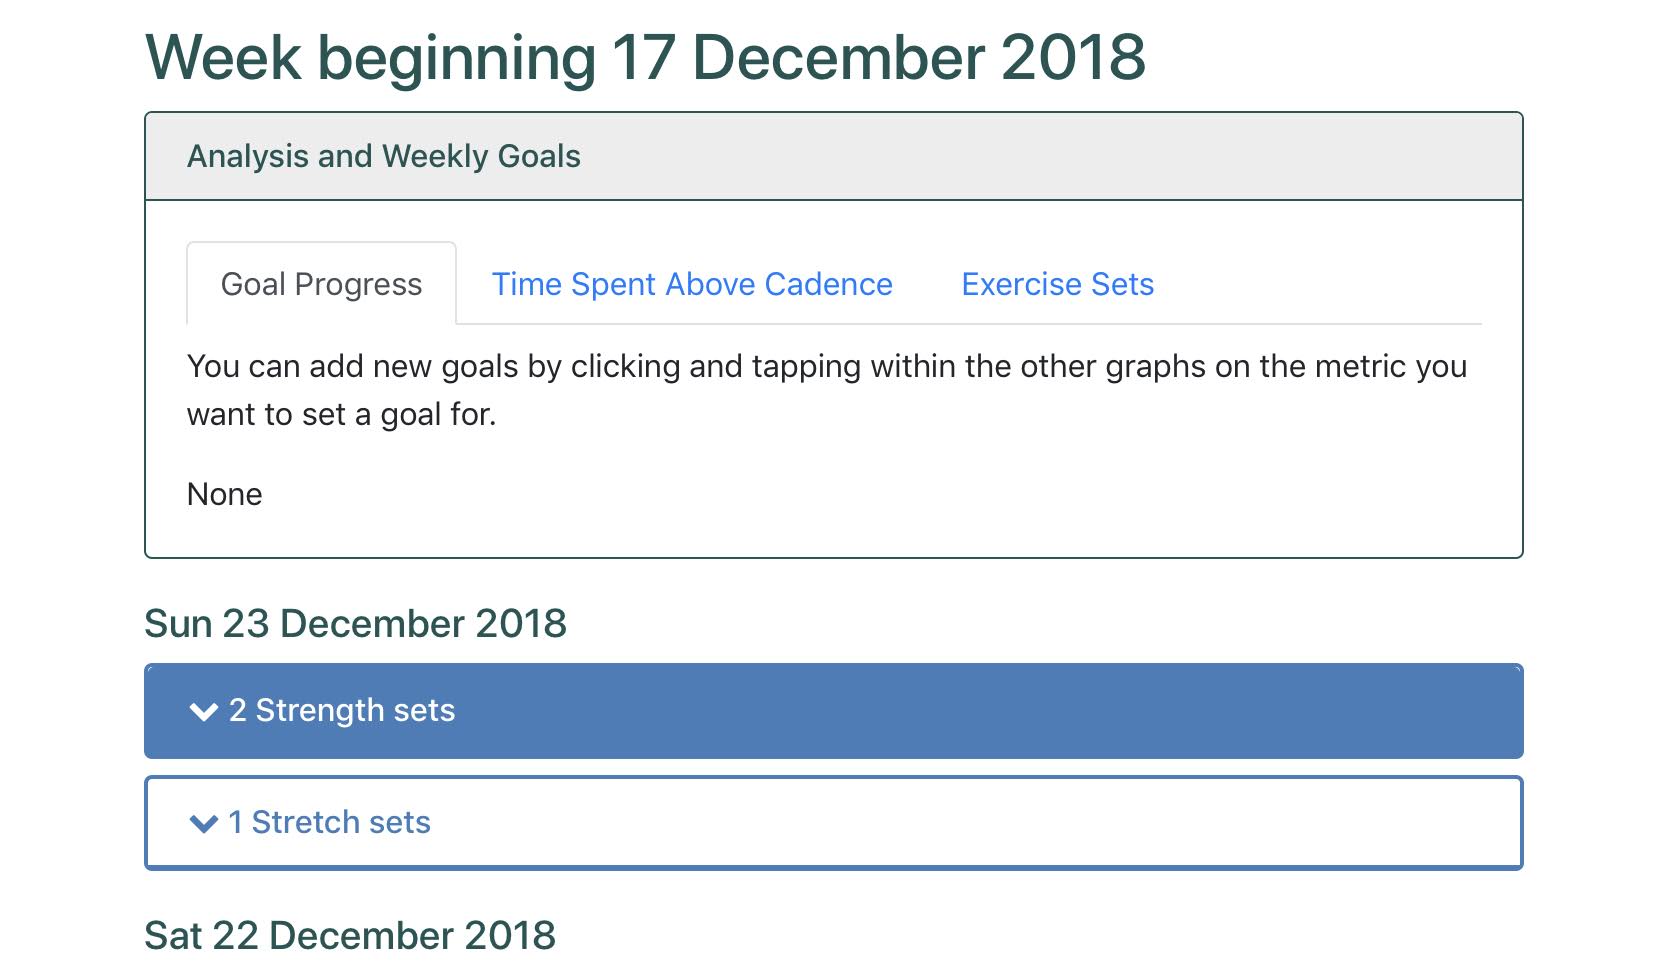 Week beginning 17 December 2018
Analysis and Weekly Goals
Goal Progress
Time Spent Above Cadence
Exercise Sets
You can add new goals by clicking and tapping within the other graphs on the metric you
want to set a goal for.
None
Sun 23 December 2018
2 Strength sets
1 Stretch sets
Sat 22 December 2018